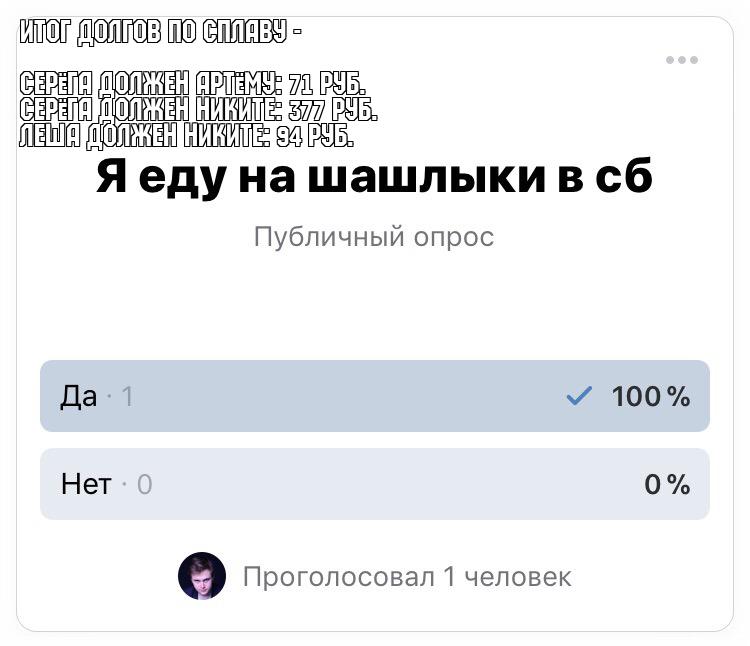 ИТОГ ДОЛГОВ ПО СПЛАВУ -
СЕРЁГА ДОЛЖЕН АРТЁМУ: 71 РУБ.
СЕРЁГА ДОЛЖЕН НИКИТЕ: 377 РУБ.
ЛЕША ДОЛЖЕН НИКИТЕ: 94 РУБ.
Я еду на шашлыки в сб
Публичный опрос
Да · 1 100 %
Нет · 0 0 %
Проголосовал 1 человек